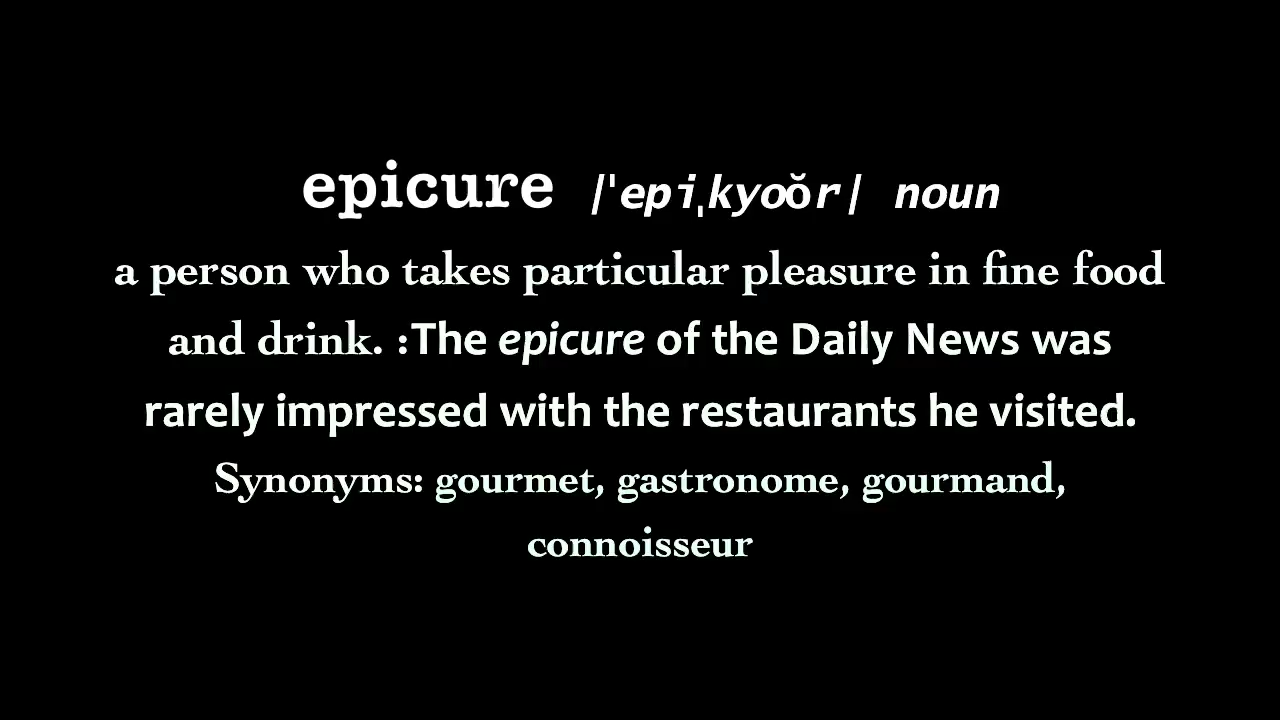 epicure /ˈepiˌkyoŏr/ noun
a person who takes particular pleasure in fine food
and drink. :The epicure of the Daily News was
rarely impressed with the restaurants he visited.
Synonyms: gourmet, gastronome, gourmand,
connoisseur